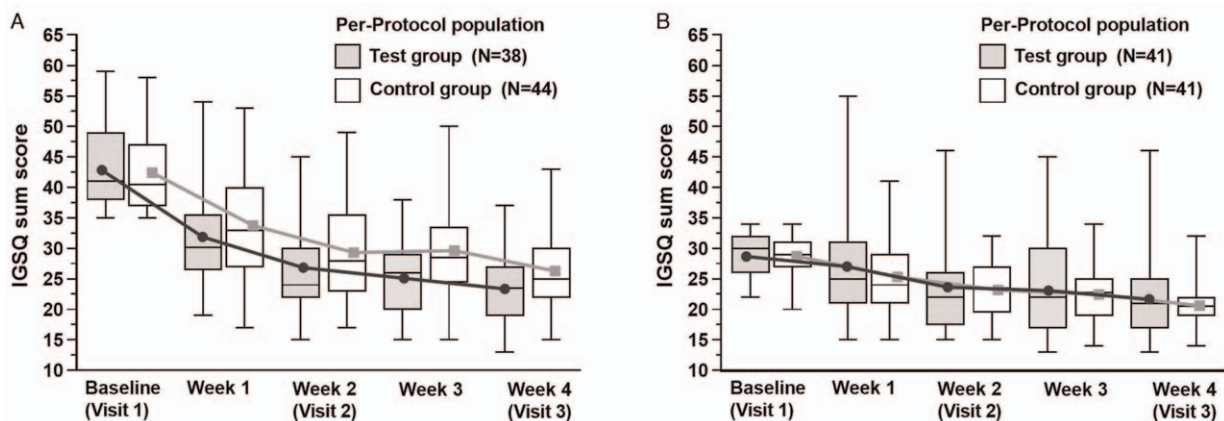 A
Per-Protocol population
Test group (N=38)
Control group (N=44)
IGSQ sum score
65
60
55
50
45
40
35
30
25
20
15
10
Baseline
(Visit 1)
Week 1
Week 2
(Visit 2)
Week 3
Week 4
(Visit 3)
B
Per-Protocol population
Test group (N=41)
Control group (N=41)
IGSQ sum score
65
60
55
50
45
40
35
30
25
20
15
10
Baseline
(Visit 1)
Week 1
Week 2
(Visit 2)
Week 3
Week 4
(Visit 3)